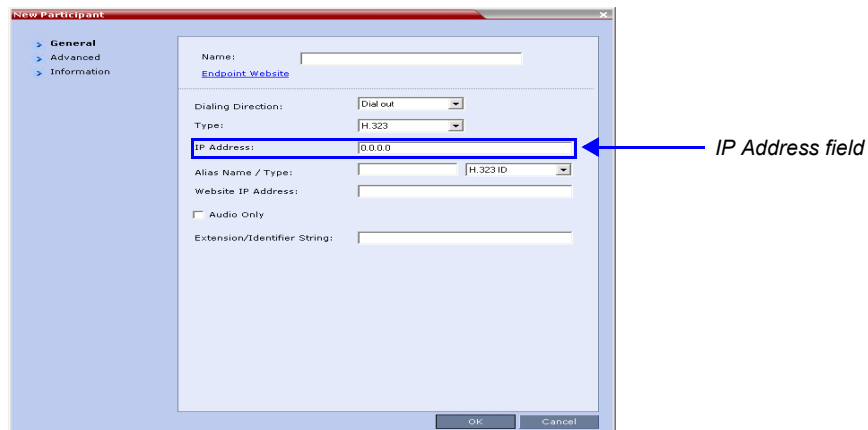 New Participant
General
Advanced
Information
Name:
Endpoint Website
Dialing Direction: Dial out
Type: H.323
IP Address: 0.0.0.0
IP Address field
Alias Name / Type: H.323 ID
Website IP Address:
Audio Only
Extension/Identifier String:
OK Cancel